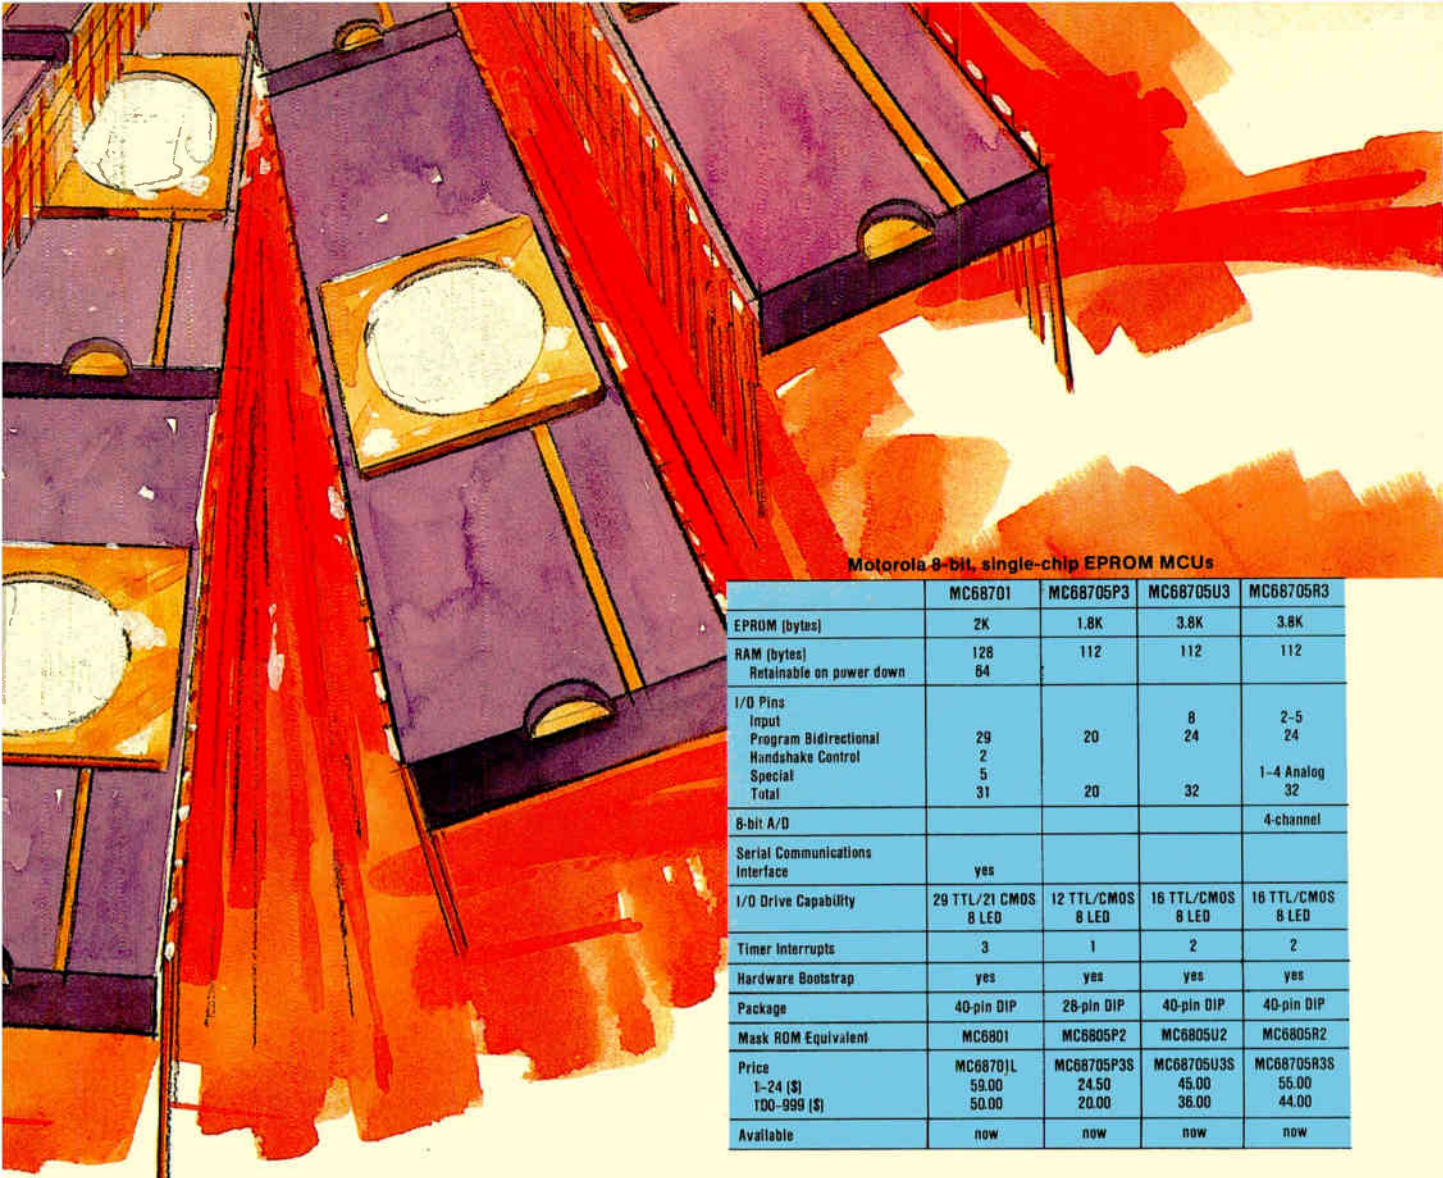 Motorola 8-bit, single-chip EPROM MCUs
MC68701 MC68705P3 MC68705U3 MC68705R3
EPROM (bytes) 2K 1.8K 3.8K 3.8K
RAM (bytes) 128 112 112 112
Retainable on power down 64
I/O Pins
Input 8 2-5
Program Bidirectional 29 20 24 24
Handshake Control 2
Special 5 1-4 Analog
Total 31 20 32 32
8-bit A/D 4-channel
Serial Communications
Interface yes
I/O Drive Capability 29 TTL/21 CMOS 12 TTL/CMOS 16 TTL/CMOS 16 TTL/CMOS
8 LED 8 LED 8 LED 8 LED
Timer Interrupts 3 1 2 2
Hardware Bootstrap yes yes yes yes
Package 40-pin DIP 28-pin DIP 40-pin DIP 40-pin DIP
Mask ROM Equivalent MC6801 MC6805P2 MC6805U2 MC6805R2
Price MC68701L MC68705P3S MC68705U3S MC68705R3S
1-24 ($) 59.00 24.50 45.00 55.00
100-999 ($) 50.00 20.00 36.00 44.00
Available now now now now